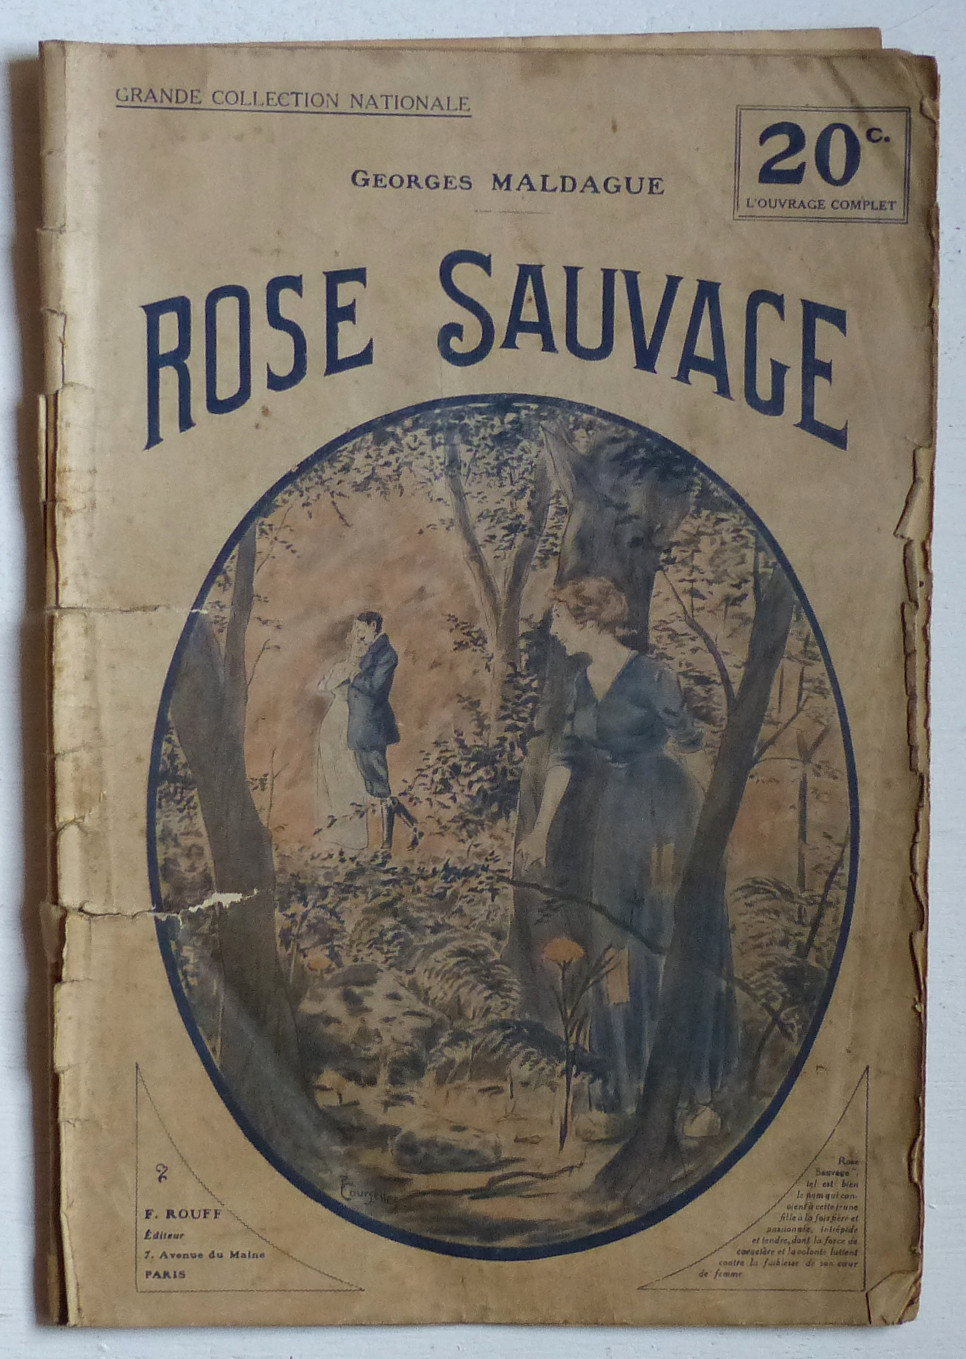 GRANDE COLLECTION NATIONALE
20c.
L'OUVRAGE COMPLET
GEORGES MALDAGUE
ROSE SAUVAGE
F. ROUFF
Éditeur
7, Avenue du Maine
PARIS
Rose
Sauvage
tel est bien
le nom qui con-
vient à cette jeune
fille à la fois fière et
passionnée, intrépide
et tendre, dont la force de
caractère et la volonté luttent
contre la faiblesse de son cœur
de femme.